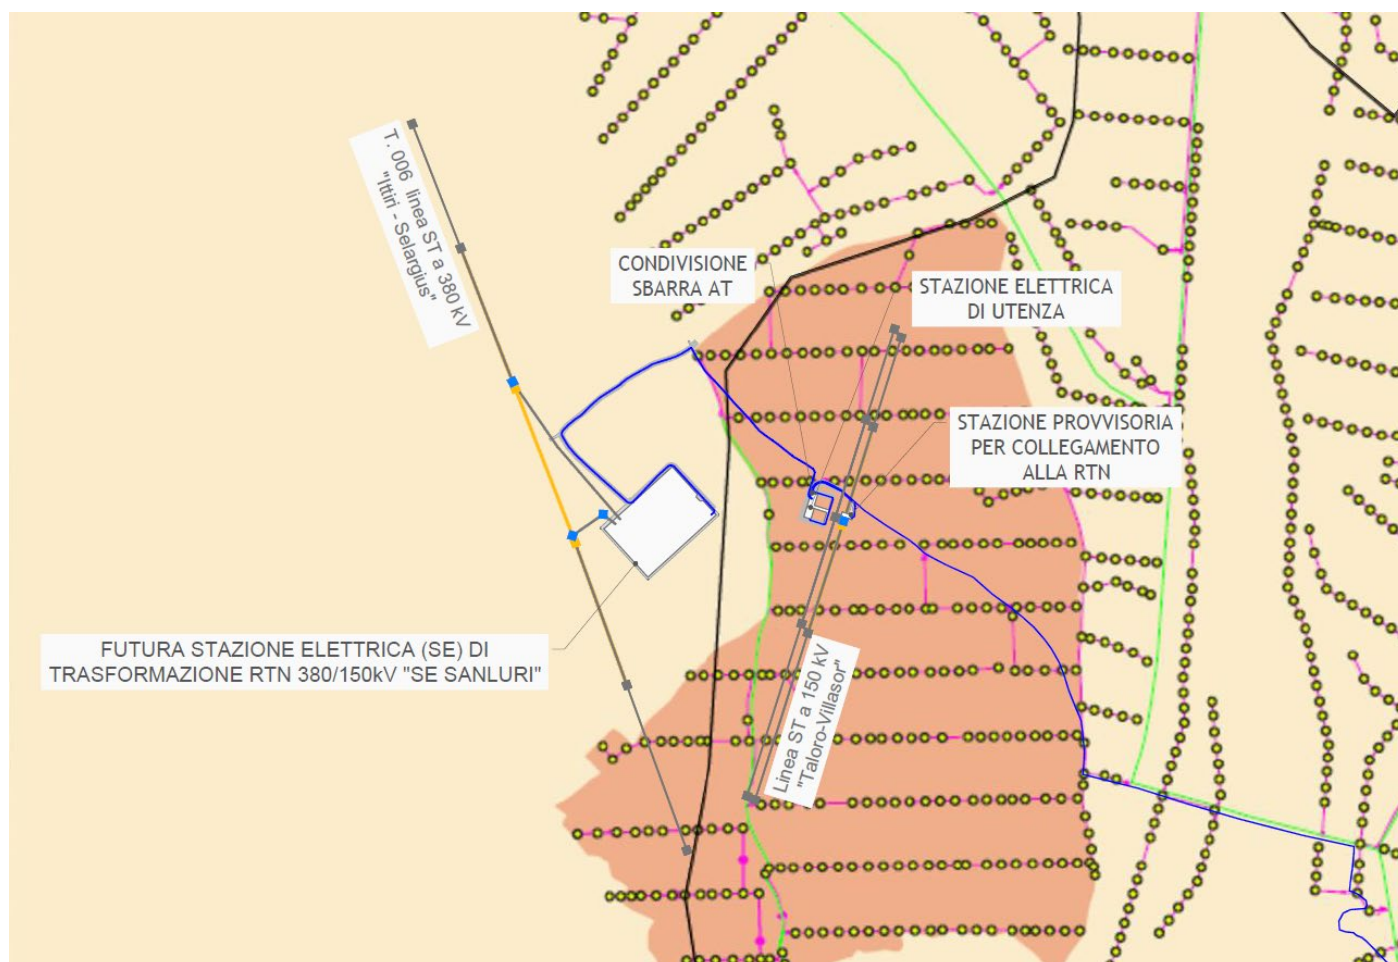 T. 006 linea ST a 380 kV
"Ittiri - Selargius"
CONDIVISIONE
SBARRA AT
STAZIONE ELETTRICA
DI UTENZA
STAZIONE PROVVISORIA
PER COLLEGAMENTO
ALLA RTN
FUTURA STAZIONE ELETTRICA (SE) DI
TRASFORMAZIONE RTN 380/150kV "SE SANLURI"
Linea ST a 150 kV
"Taloro-Villasor"